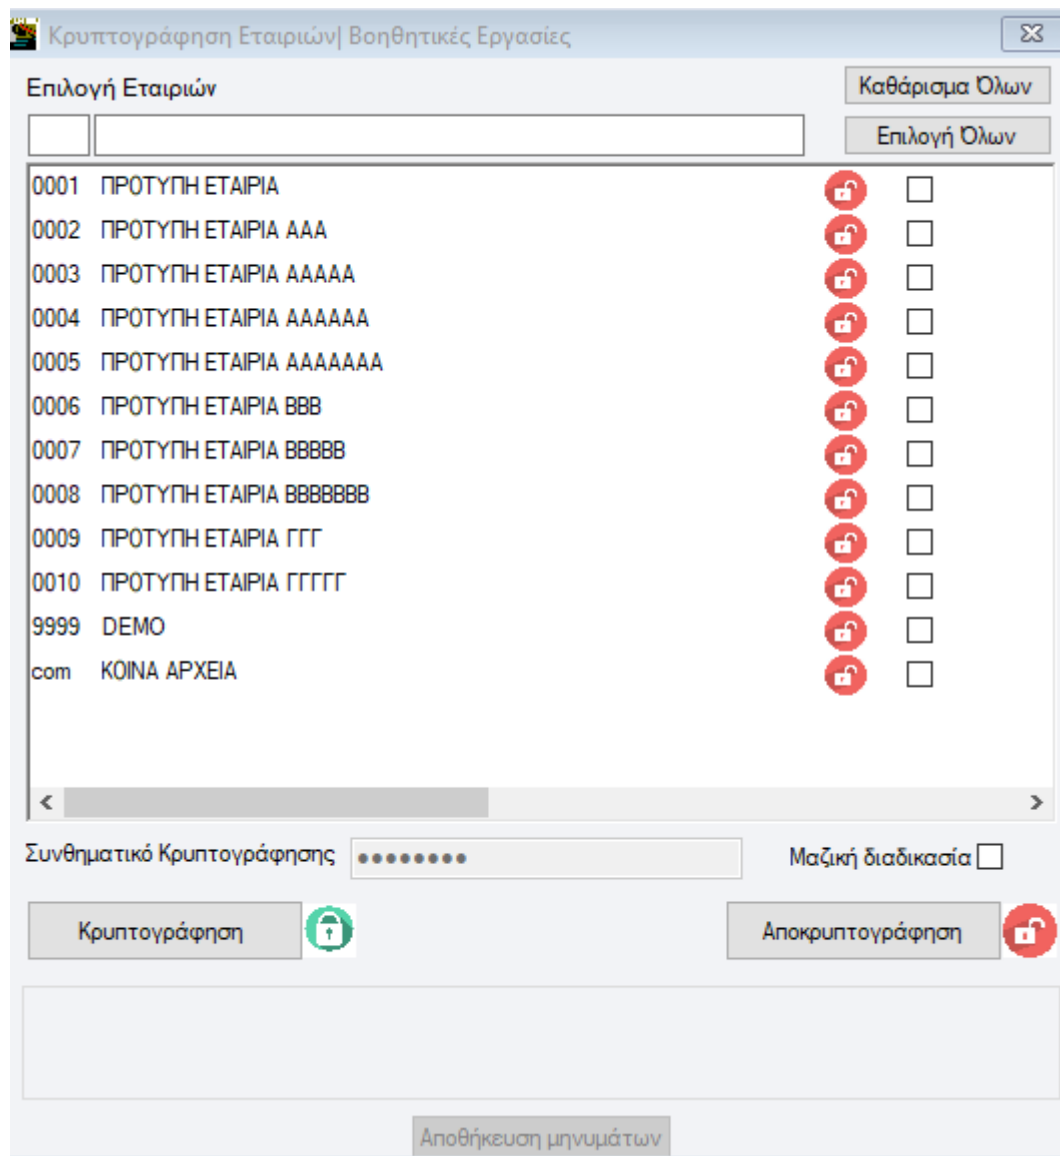 Κρυπτογράφηση Εταιριών| Βοηθητικές Εργασίες
Επιλογή Εταιριών
Καθάρισμα Όλων
Επιλογή Όλων
0001 ΠΡΟΤΥΠΗ ΕΤΑΙΡΙΑ
0002 ΠΡΟΤΥΠΗ ΕΤΑΙΡΙΑ ΑΑΑ
0003 ΠΡΟΤΥΠΗ ΕΤΑΙΡΙΑ ΑΑΑΑΑ
0004 ΠΡΟΤΥΠΗ ΕΤΑΙΡΙΑ ΑΑΑΑΑΑ
0005 ΠΡΟΤΥΠΗ ΕΤΑΙΡΙΑ ΑΑΑΑΑΑΑ
0006 ΠΡΟΤΥΠΗ ΕΤΑΙΡΙΑ ΒΒΒ
0007 ΠΡΟΤΥΠΗ ΕΤΑΙΡΙΑ ΒΒΒΒΒ
0008 ΠΡΟΤΥΠΗ ΕΤΑΙΡΙΑ ΒΒΒΒΒΒΒ
0009 ΠΡΟΤΥΠΗ ΕΤΑΙΡΙΑ ΓΓΓ
0010 ΠΡΟΤΥΠΗ ΕΤΑΙΡΙΑ ΓΓΓΓΓ
9999 DEMO
com ΚΟΙΝΑ ΑΡΧΕΙΑ
Συνθηματικό Κρυπτογράφησης ●●●●●●●● Μαζική διαδικασία
Κρυπτογράφηση Αποκρυπτογράφηση
Αποθήκευση μηνυμάτων